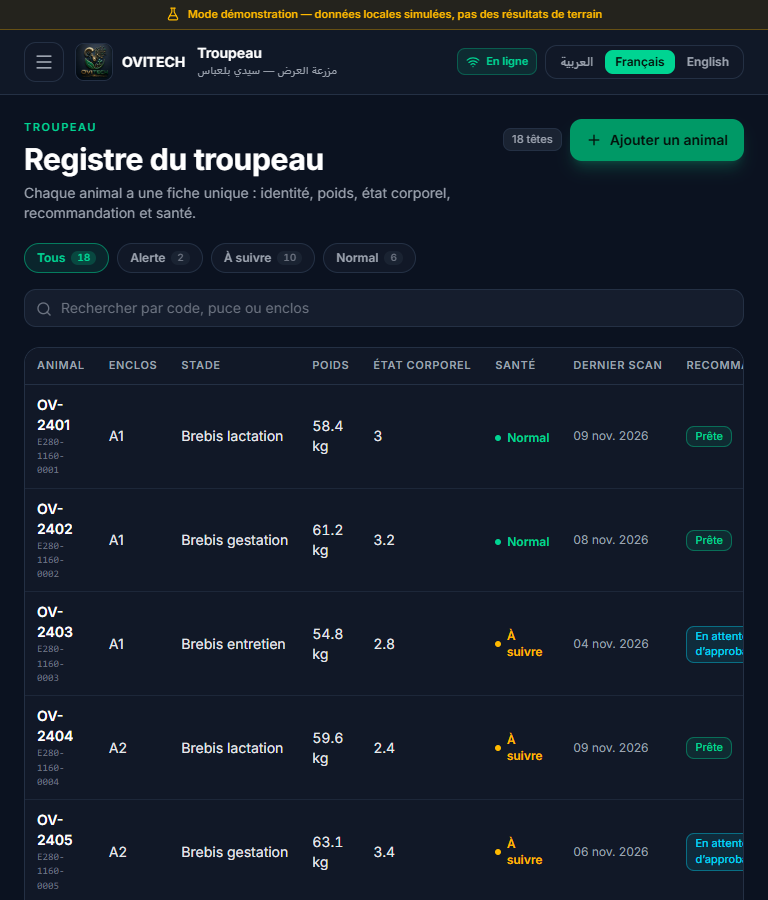 Mode démonstration — données locales simulées, pas des résultats de terrain
OVITECH
OVITECH
Troupeau
مزرعة العرض — سيدي بلعباس
En ligne
العربية
Français
English
TROUPEAU
Registre du troupeau
Chaque animal a une fiche unique : identité, poids, état corporel,
recommandation et santé.
18 têtes
+ Ajouter un animal
Tous 18
Alerte 2
À suivre 10
Normal 6
Rechercher par code, puce ou enclos
ANIMAL ENCLOS STADE POIDS ÉTAT CORPOREL SANTÉ DERNIER SCAN RECOMMA
OV-
2401
E280-
1160-
0001
A1
Brebis lactation
58.4
kg
3
Normal
09 nov. 2026
Prête
OV-
2402
E280-
1160-
0002
A1
Brebis gestation
61.2
kg
3.2
Normal
08 nov. 2026
Prête
OV-
2403
E280-
1160-
0003
A1
Brebis entretien
54.8
kg
2.8
À
suivre
04 nov. 2026
En attent
d’approb
OV-
2404
E280-
1160-
0004
A2
Brebis lactation
59.6
kg
2.4
À
suivre
09 nov. 2026
Prête
OV-
2405
E280-
1160-
0005
A2
Brebis gestation
63.1
kg
3.4
À
suivre
06 nov. 2026
En attent
d’approb